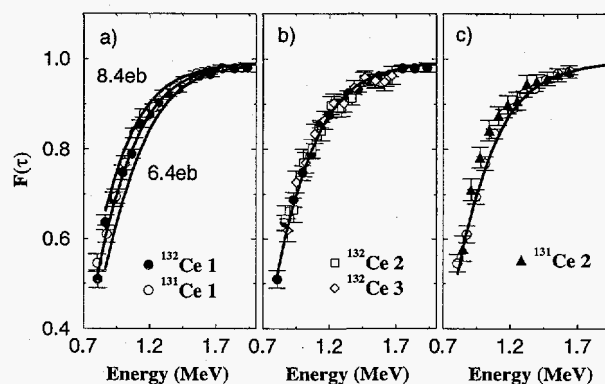 a) b) c)
1.0
8.4eb
0.8
F(τ)
6.4eb
0.6
¹³²Ce 1 ¹³²Ce 2 ¹³¹Ce 2
¹³¹Ce 1 ¹³²Ce 3
0.4
0.7 1.2 1.7 0.7 1.2 1.7 0.7 1.2 1.7
Energy (MeV) Energy (MeV) Energy (MeV)